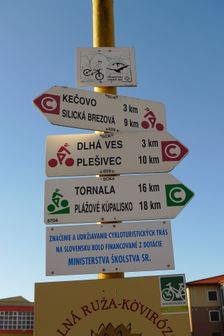 C
KEČOVO 3 km
SILICKÁ BREZOVÁ 9 km
DLHÁ VES 3 km
PLEŠIVEC 10 km
C
TORNAĽA 16 km
PLÁŽOVÉ KÚPALISKO 18 km
C
5704
ZNAČENIE A UDRŽIAVANIE CYKLOTURISTICKÝCH TRÁS
NA SLOVENSKU BOLO FINANCOVANÉ Z DOTÁCIE
MINISTERSTVA ŠKOLSTVA SR.
LNÁ RUŽA-KÖVIRÓZ